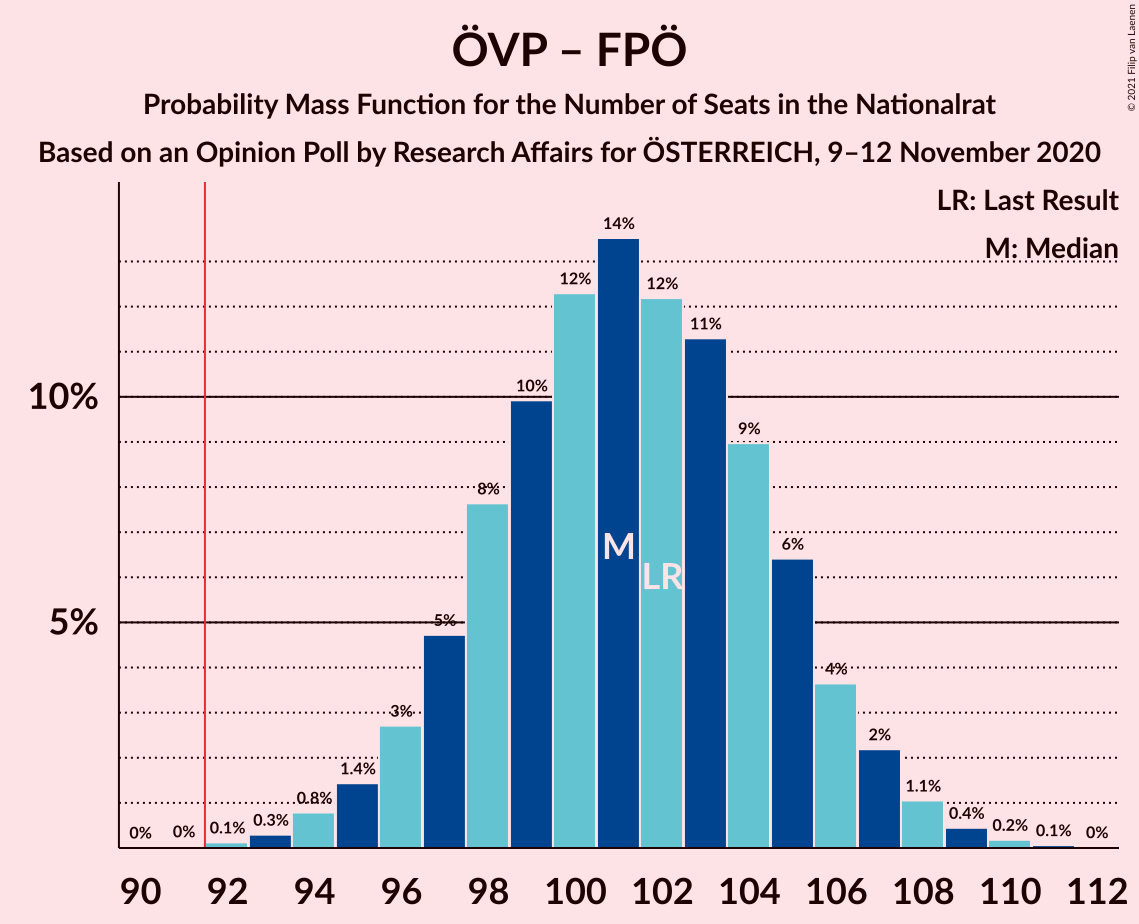 ÖVP – FPÖ
Probability Mass Function for the Number of Seats in the Nationalrat
Based on an Opinion Poll by Research Affairs for ÖSTERREICH, 9–12 November 2020
© 2021 Filip van Laenen
LR: Last Result
M: Median
14%
12%
12%
11%
10%
10%
9%
8%
M
6%
LR
5%
5%
4%
3%
2%
1.4%
1.1%
0.8%
0.4%
0.3%
0.2%
0.1%
0.1%
0%
0%
0%
90 92 94 96 98 100 102 104 106 108 110 112